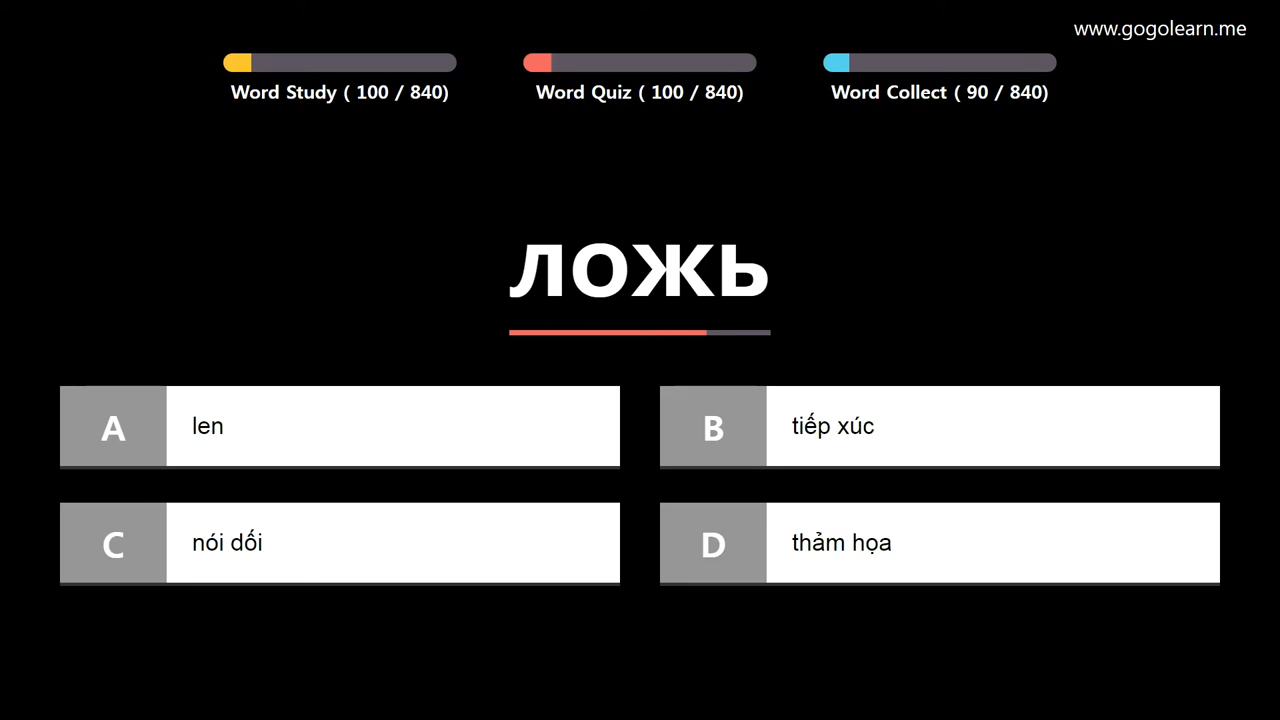 www.gogolearn.me
Word Study ( 100 / 840)
Word Quiz ( 100 / 840)
Word Collect ( 90 / 840)
ложь
A len
B tiếp xúc
C nói dối
D thảm họa